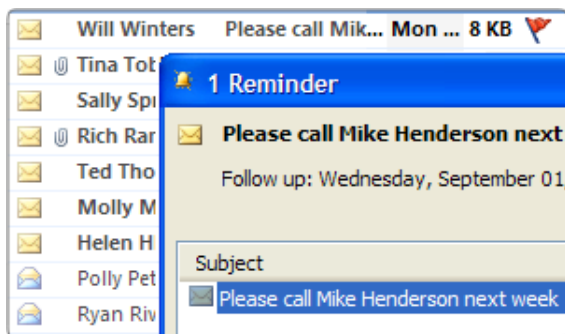 Will Winters Please call Mik... Mon ... 8 KB
Tina Tob
1 Reminder
Sally Spr
Rich Rar
Please call Mike Henderson next
Ted Tho
Follow up: Wednesday, September 01,
Molly M
Helen H
Subject
Polly Pet
Please call Mike Henderson next week
Ryan Riv